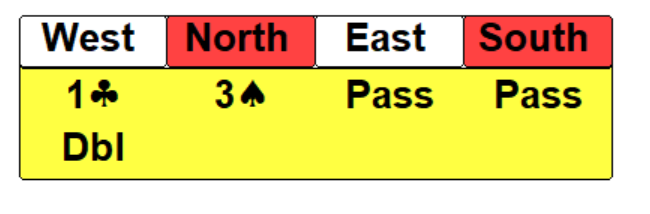 West North East South
1♣ 3♠ Pass Pass
Dbl